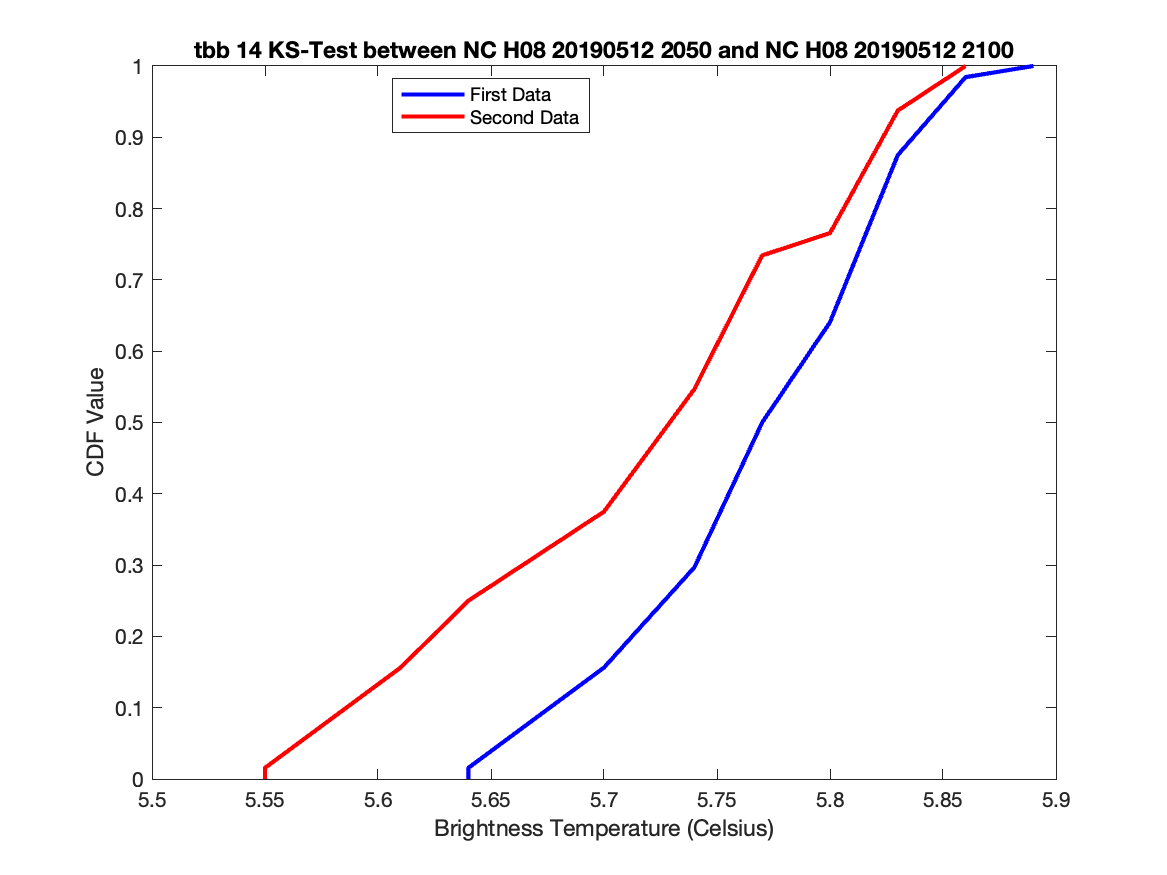 tbb 14 KS-Test between NC H08 20190512 2050 and NC H08 20190512 2100
First Data
Second Data
1
0.9
0.8
0.7
0.6
0.5
0.4
0.3
0.2
0.1
0
CDF Value
5.5 5.55 5.6 5.65 5.7 5.75 5.8 5.85 5.9
Brightness Temperature (Celsius)